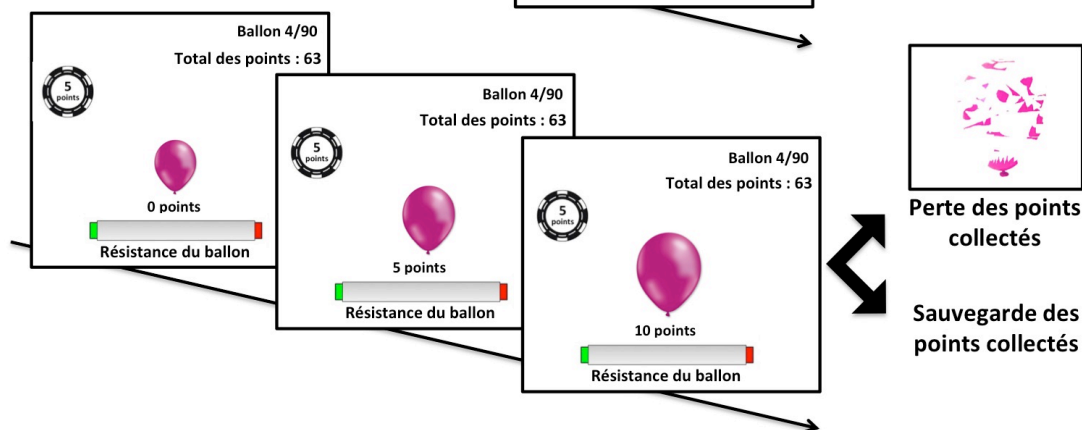 Ballon 4/90
Total des points : 63
5
points
0 points
Résistance du ballon
Ballon 4/90
Total des points : 63
5
points
5 points
Résistance du ballon
Ballon 4/90
Total des points : 63
5
points
10 points
Résistance du ballon
Perte des points
collectés
Sauvegarde des
points collectés